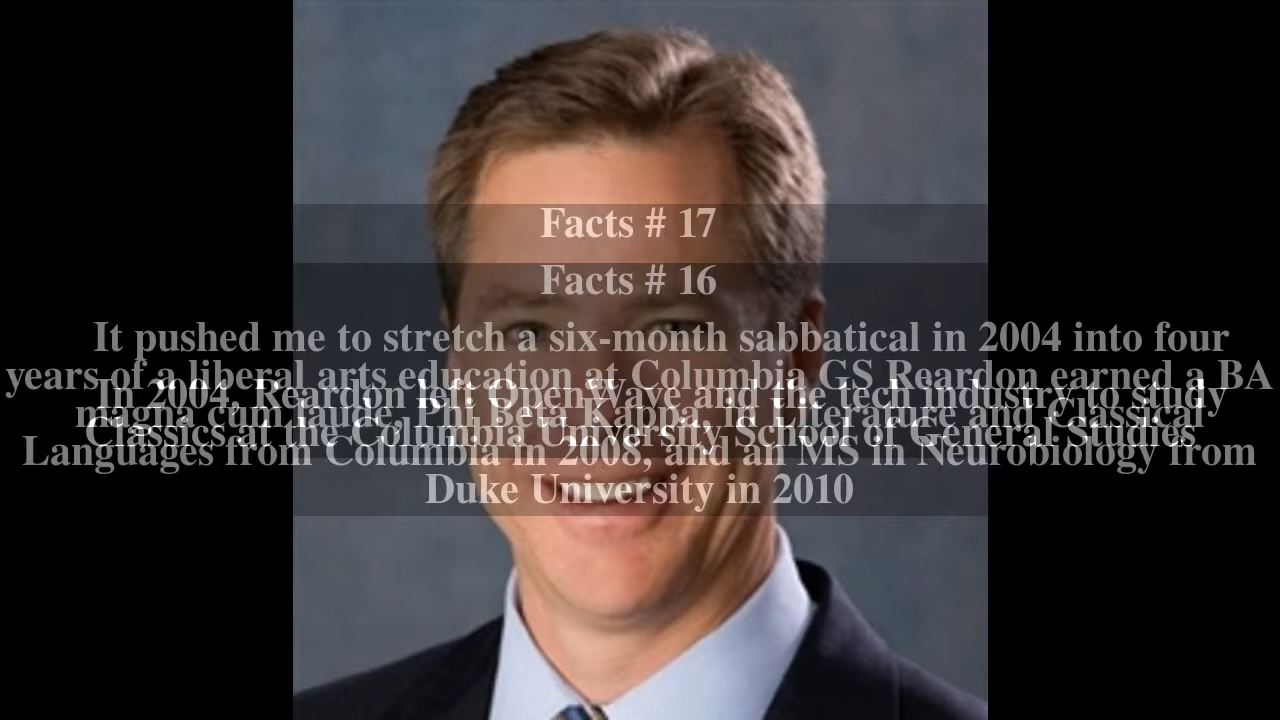 Facts # 17
Facts # 16
It pushed me to stretch a six-month sabbatical in 2004 into four
years of a liberal arts education at Columbia GS Reardon earned a BA
In 2004, Reardon left OpenWave and the tech industry to study
magna cum laude, Phi Beta Kappa, in Literature and Classical
Classics at the Columbia University School of General Studies
Languages from Columbia in 2008, and an MS in Neurobiology from
Duke University in 2010